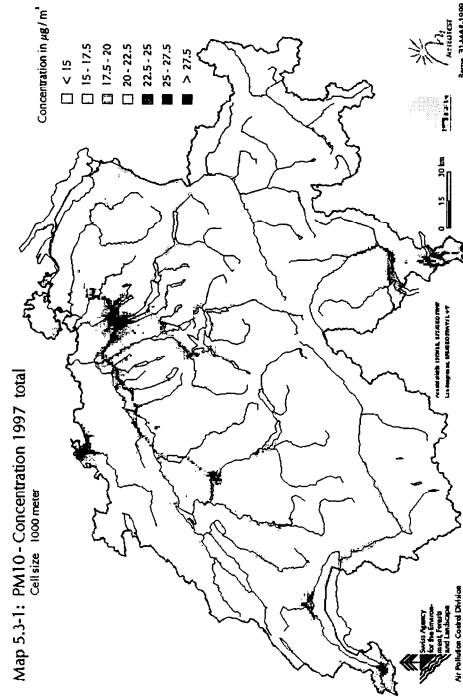 Map 5.3-1: PM10 - Concentration 1997 total
Cell size 1000 meter
Concentration in µg / m³
< 15
15 - 17.5
17.5 - 20
20 - 22.5
22.5 - 25
25 - 27.5
> 27.5
0 15 30 km
Swiss Agency
for the Environ-
ment, Forests
and Landscape
Air Pollution Control Division